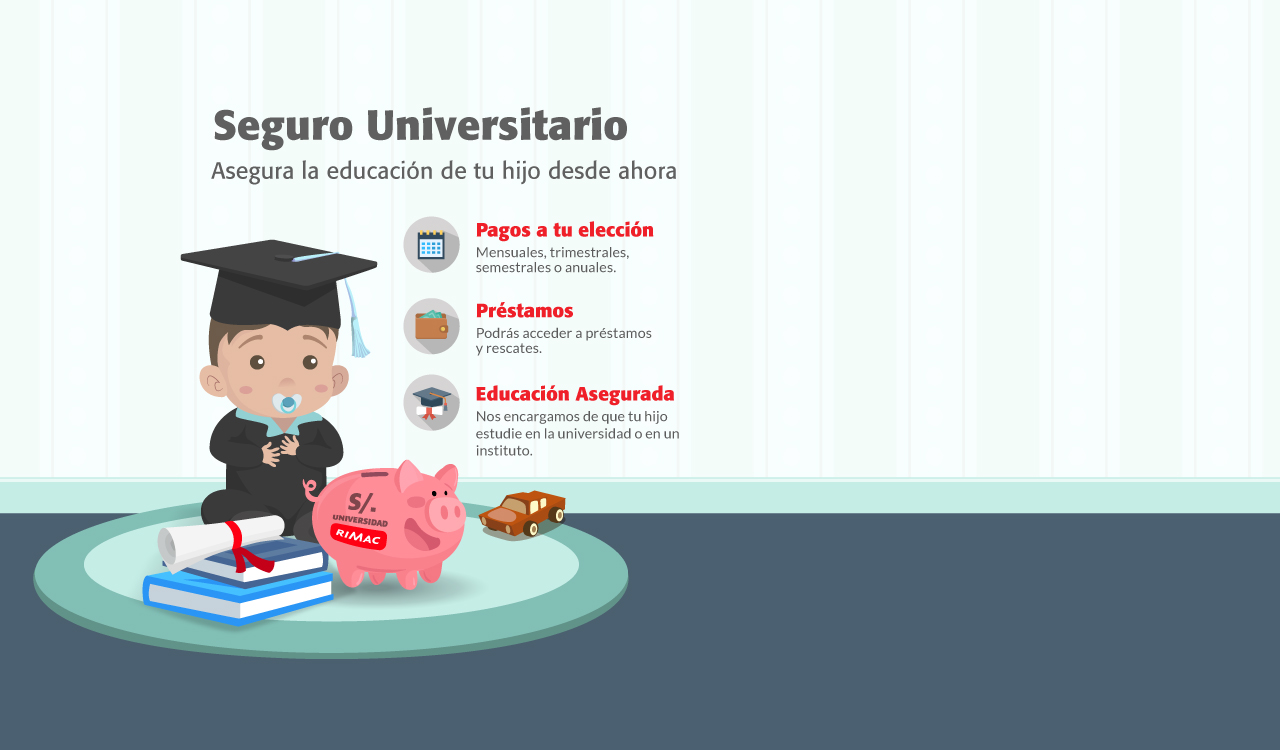 Seguro Universitario
Asegura la educación de tu hijo desde ahora
Pagos a tu elección
Mensuales, trimestrales,
semestrales o anuales.
Préstamos
Podrás acceder a préstamos
y rescates.
Educación Asegurada
Nos encargamos de que tu hijo
estudie en la universidad o en un
instituto.
S/.
UNIVERSIDAD
RIMAC